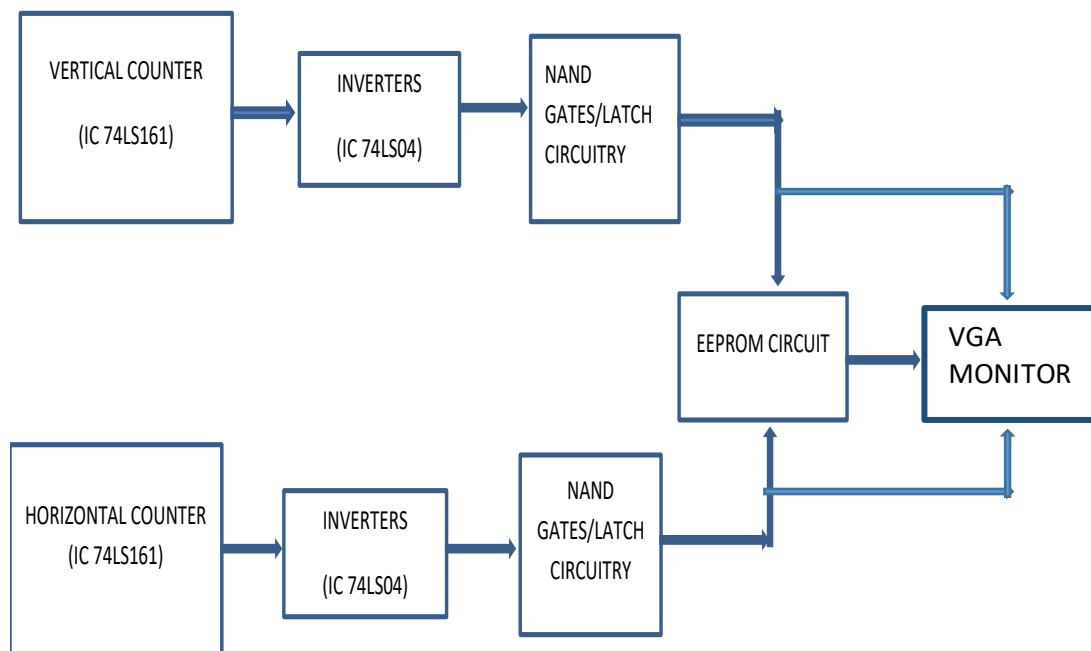 VERTICAL COUNTER
(IC 74LS161)
INVERTERS
(IC 74LS04)
NAND
GATES/LATCH
CIRCUITRY
EEPROM CIRCUIT
VGA
MONITOR
HORIZONTAL COUNTER
(IC 74LS161)
INVERTERS
(IC 74LS04)
NAND
GATES/LATCH
CIRCUITRY